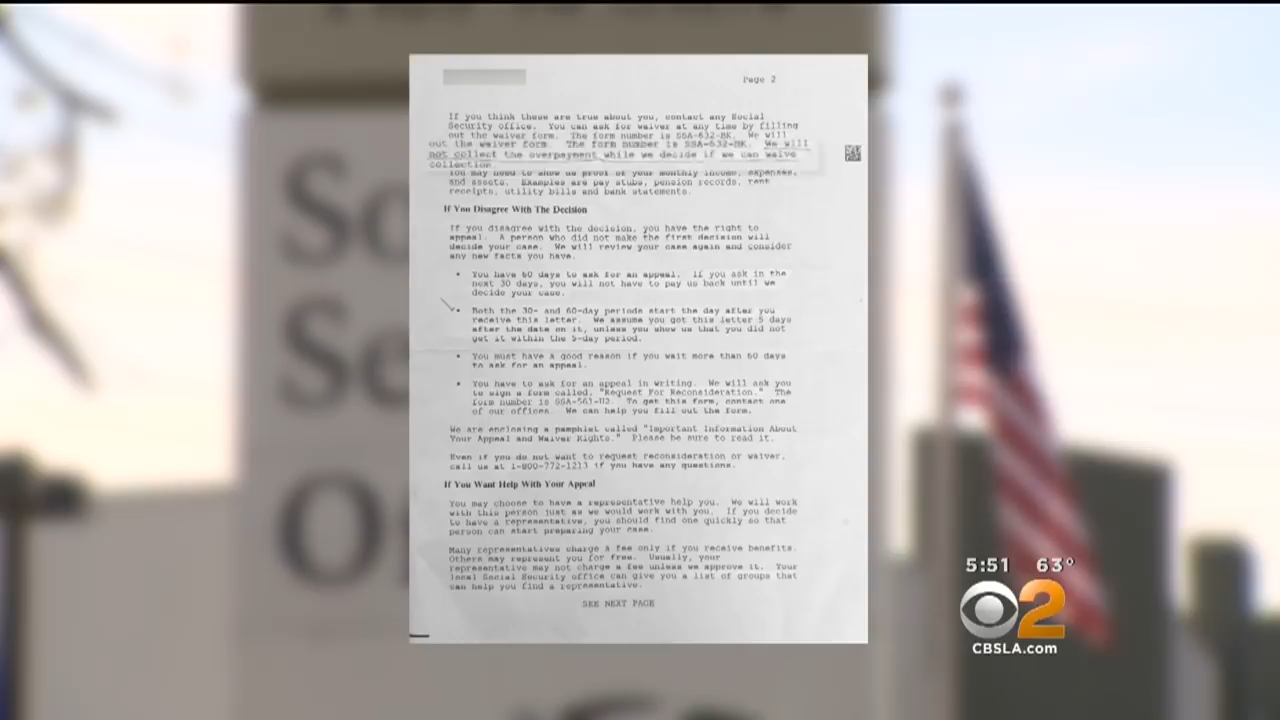 Page 2
If you think these are true about you, contact any Social
Security office. You can ask for waiver at any time by filling
out the waiver form. The form number is SSA-632-BK. We will
out the waiver form. The form number is SSA-632-BK. We will
not collect the overpayment while we decide if we can waive
collection.
You may need to show us proof of your monthly income, expenses,
and assets. Examples are pay stubs, pension records, rent
receipts, utility bills and bank statements.
If You Disagree With The Decision
If you disagree with the decision, you have the right to
appeal. A person who did not make the first decision will
decide your case. We will review your case again and consider
any new facts you have.
• You have 60 days to ask for an appeal. If you ask in the
next 30 days, you will not have to pay us back until we
decide your case.
• Both the 30- and 60-day periods start the day after you
receive this letter. We assume you got this letter 5 days
after the date on it, unless you show us that you did not
get it within the 5-day period.
• You must have a good reason if you wait more than 60 days
to ask for an appeal.
• You have to ask for an appeal in writing. We will ask you
to sign a form called, "Request For Reconsideration." The
form number is SSA-561-U2. To get this form, contact one
of our offices. We can help you fill out the form.
We are enclosing a pamphlet called "Important Information About
Your Appeal and Waiver Rights." Please be sure to read it.
Even if you do not want to request reconsideration or waiver,
call us at 1-800-772-1213 if you have any questions.
If You Want Help With Your Appeal
You may choose to have a representative help you. We will work
with this person just as we would work with you. If you decide
to have a representative, you should find one quickly so that
person can start preparing your case.
Many representatives charge a fee only if you receive benefits.
Others may represent you for free. Usually, your
representative may not charge a fee unless we approve it. Your
local Social Security office can give you a list of groups that
can help you find a representative.
SEE NEXT PAGE
So
Se
O
5:51 63°
2
CBSLA.com